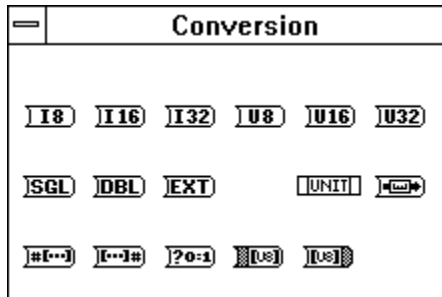 Conversion
I8 I16 I32 U8 U16 U32
SGL DBL EXT UNIT
#[···] [···]# ?0:1 [U8] [U8]